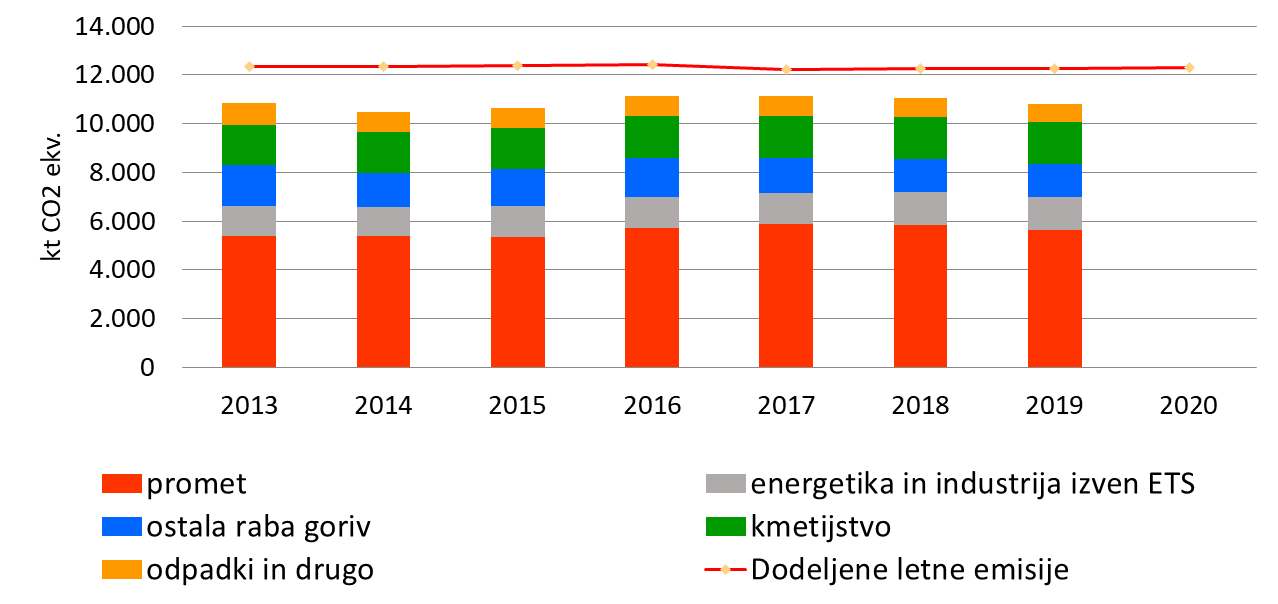 14.000
12.000
10.000
8.000
6.000
4.000
2.000
0
kt CO2 ekv.
2013 2014 2015 2016 2017 2018 2019 2020
promet energetika in industrija izven ETS
ostala raba goriv kmetijstvo
odpadki in drugo Dodeljene letne emisije